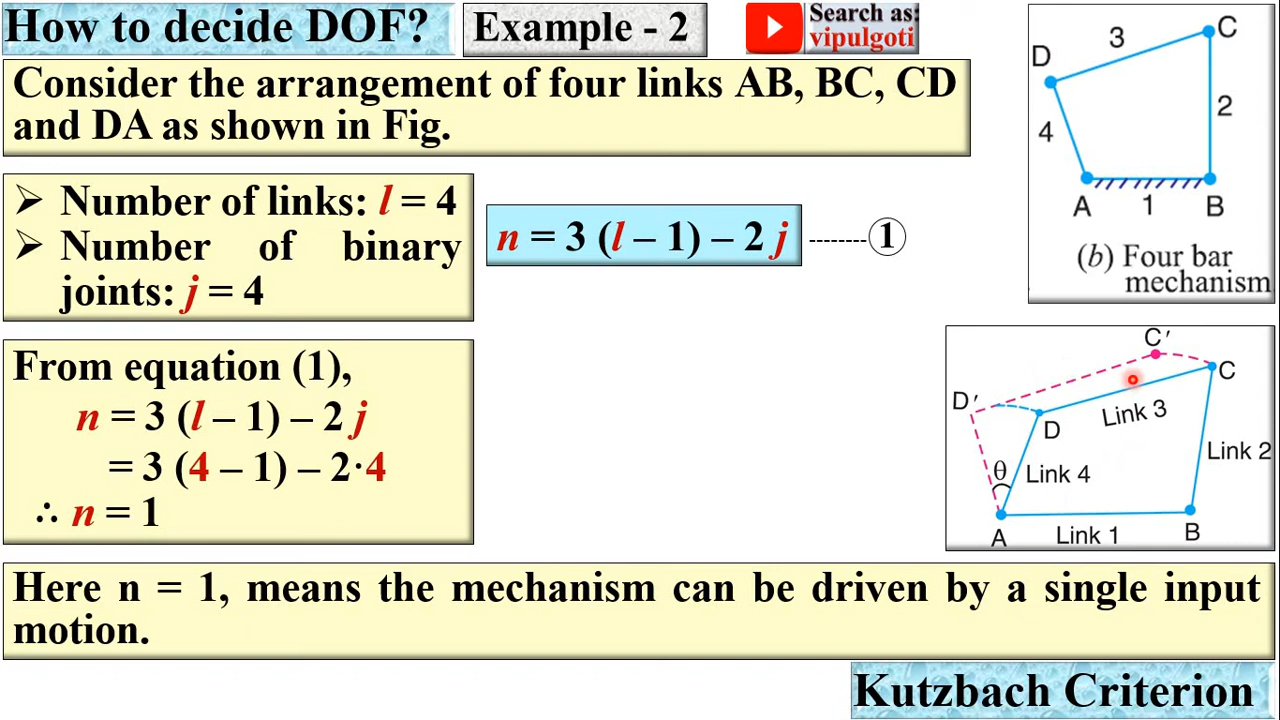 How to decide DOF?
Example - 2
Search as:
vipulgoti
Consider the arrangement of four links AB, BC, CD
and DA as shown in Fig.
➢ Number of links: l = 4
➢ Number of binary
joints: j = 4
n = 3 (l – 1) – 2 j
--------①
C
3
D
2
4
A
1
B
(b) Four bar
mechanism
From equation (1),
n = 3 (l – 1) – 2 j
= 3 (4 – 1) – 2·4
∴ n = 1
C′
C
D′
Link 3
D
Link 2
θ
Link 4
A
Link 1
B
Here n = 1, means the mechanism can be driven by a single input
motion.
Kutzbach Criterion